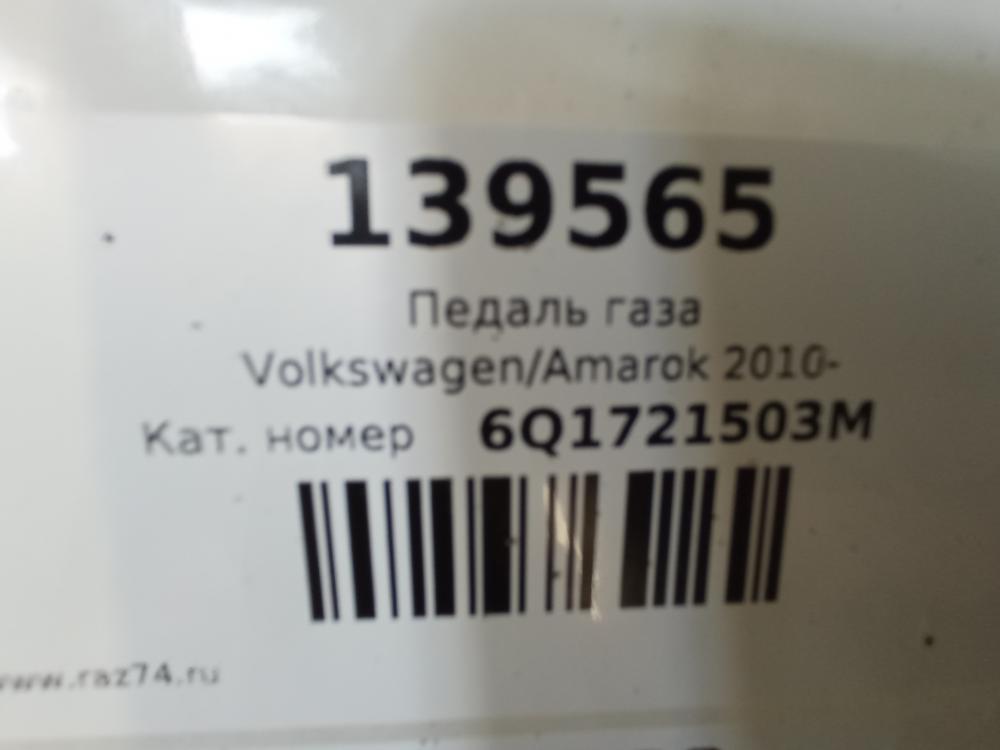 139565
Педаль газа
Volkswagen/Amarok 2010-
Кат. номер 6Q1721503M
www.raz74.ru